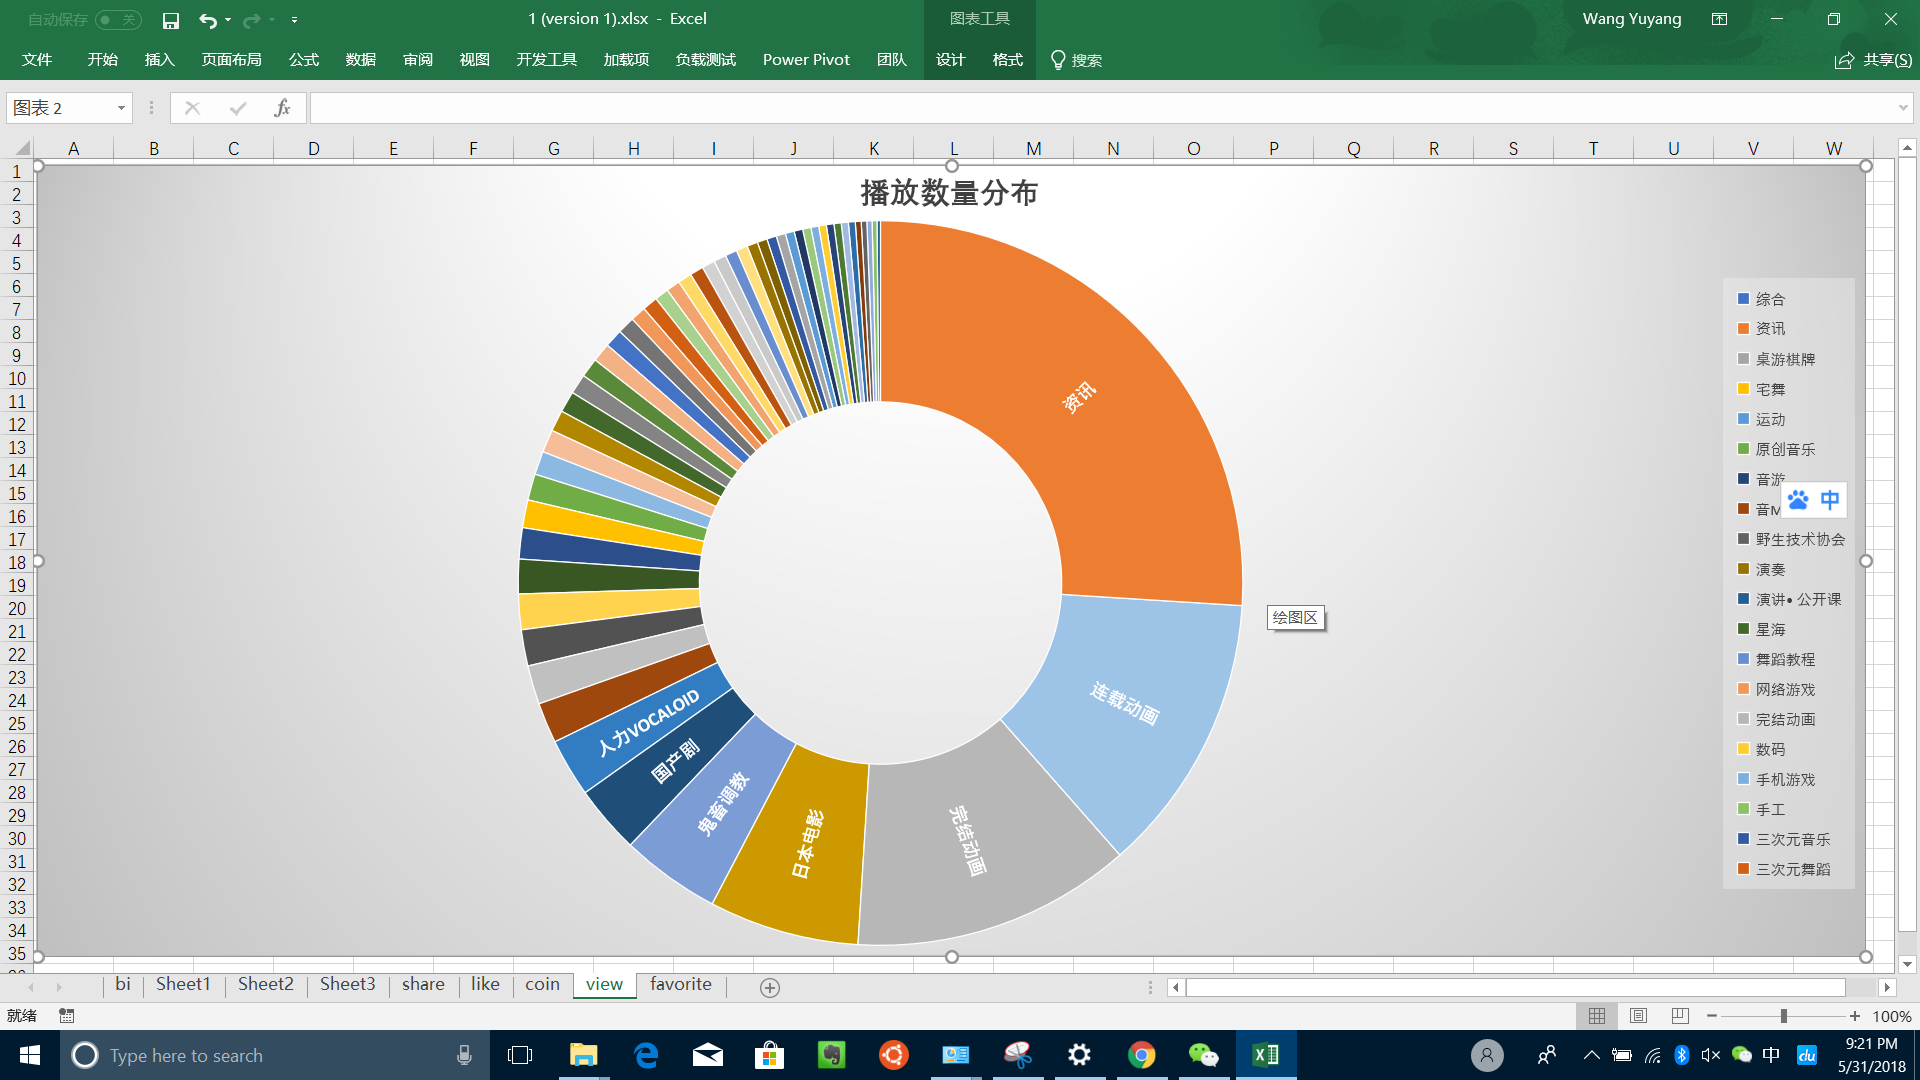 自动保存 关
1 (version 1).xlsx - Excel
图表工具
Wang Yuyang
文件 开始 插入 页面布局 公式 数据 审阅 视图 开发工具 加载项 负载测试 Power Pivot 团队 设计 格式 搜索 共享(S)
图表 2 fx
A B C D E F G H I J K L M N O P Q R S T U V W
1
2
3
4
5
6
7
8
9
10
11
12
13
14
15
16
17
18
19
20
21
22
23
24
25
26
27
28
29
30
31
32
33
34
35
播放数量分布
资讯
连载动画
完结动画
日本电影
鬼畜调教
国产剧
人力VOCALOID
绘图区
综合
资讯
桌游棋牌
宅舞
运动
原创音乐
音游
音M
中
野生技术协会
演奏
演讲• 公开课
星海
舞蹈教程
网络游戏
完结动画
数码
手机游戏
手工
三次元音乐
三次元舞蹈
bi Sheet1 Sheet2 Sheet3 share like coin view favorite
就绪
100%
Type here to search
中 du
9:21 PM
5/31/2018